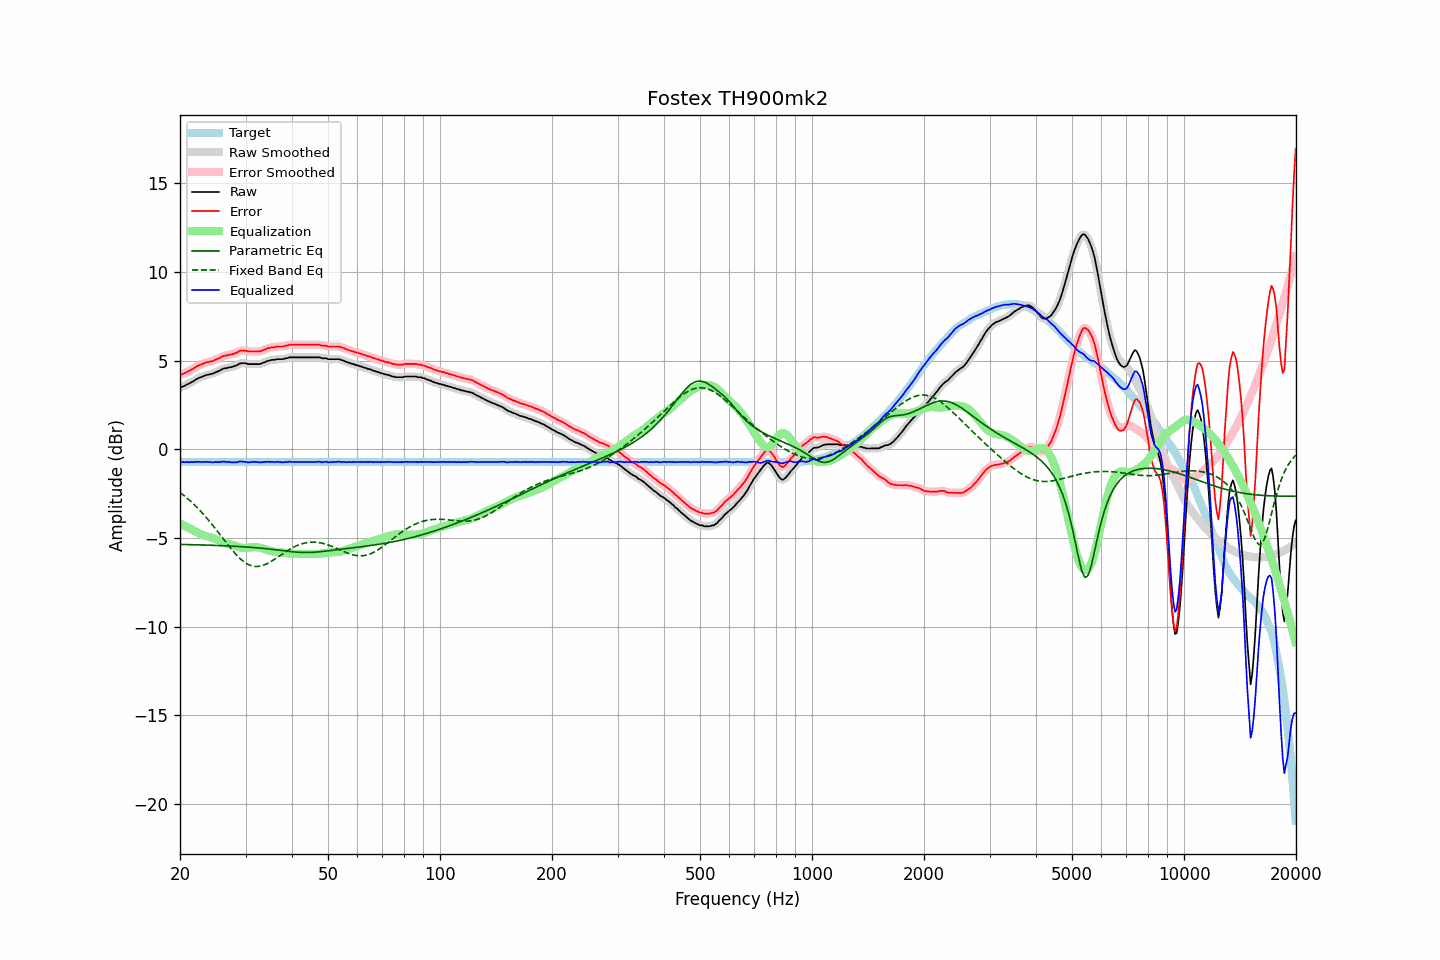 Fostex TH900mk2
Target
Raw Smoothed
Error Smoothed
Raw
Error
Equalization
Parametric Eq
Fixed Band Eq
Equalized
15
10
5
0
−5
−10
−15
−20
Amplitude (dBr)
20 50 100 200 500 1000 2000 5000 10000 20000
Frequency (Hz)